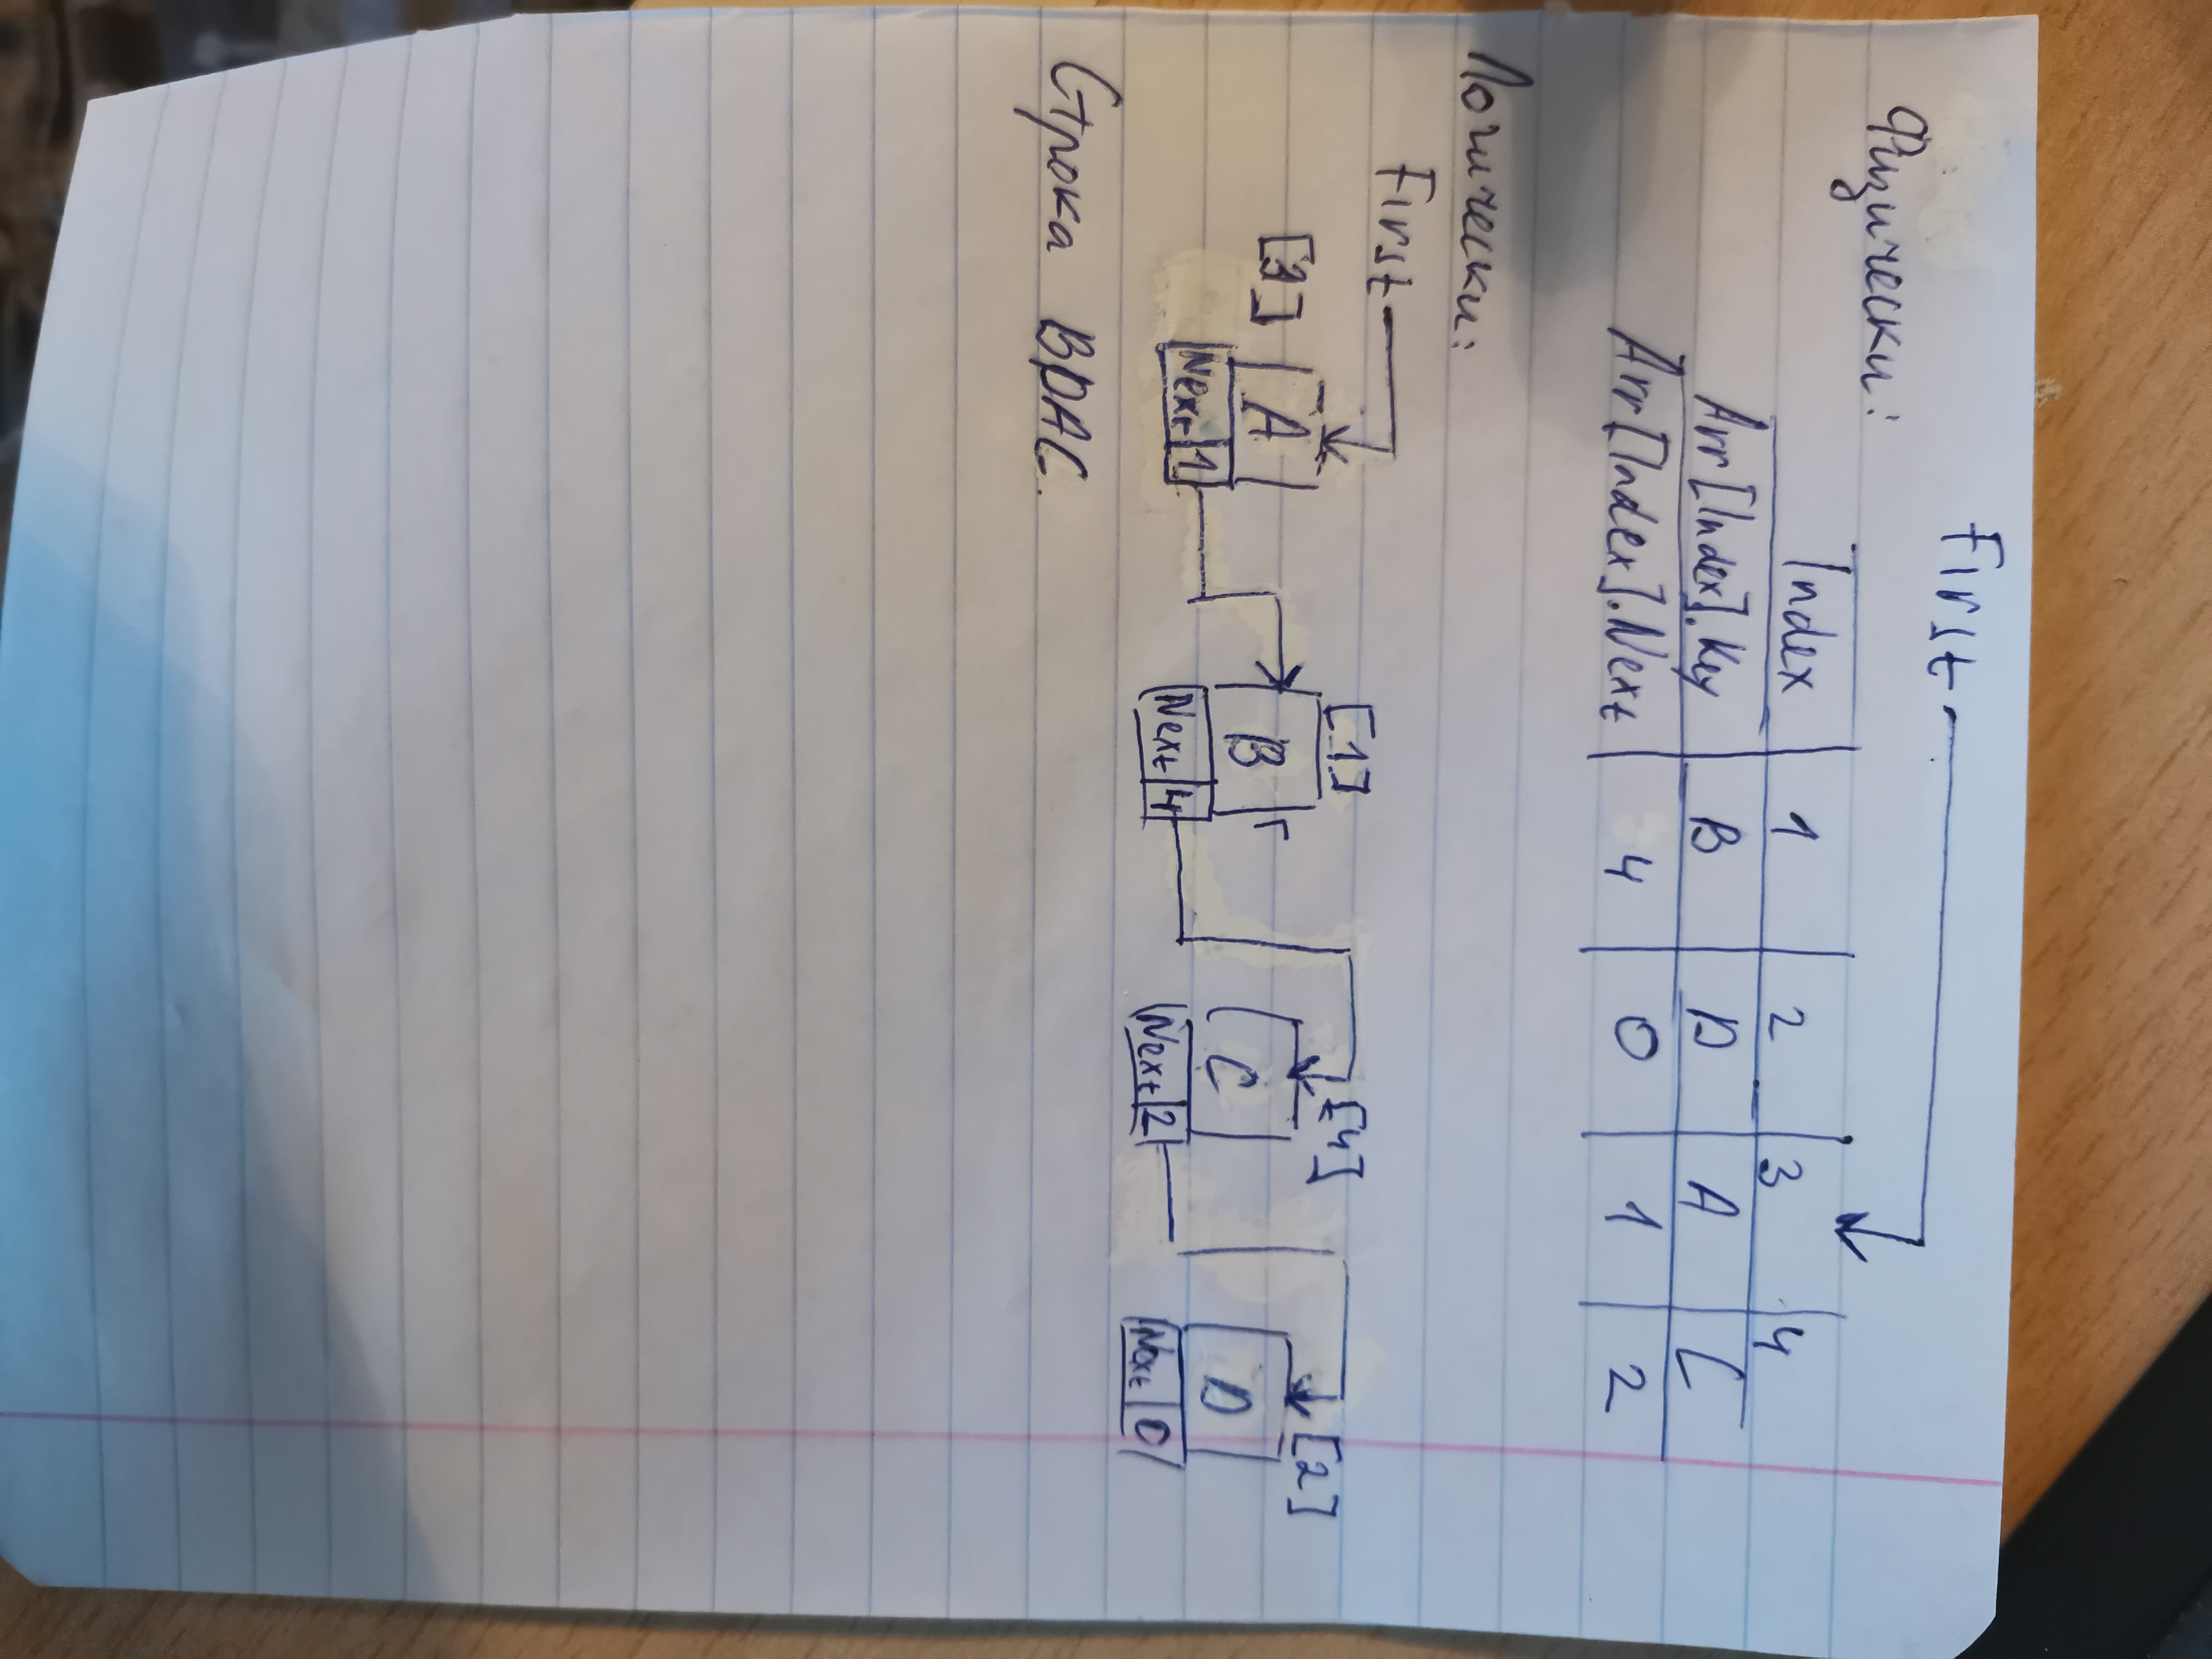 First
Физически:
Index 1 2 3 4
Arr[Index].Key B D A C
Arr[Index].Next 4 0 1 2
Логически:
First
[3] A [1] B [4] C [2] D
Next 1 Next 4 Next 2 Next 0
Строка BDAC.